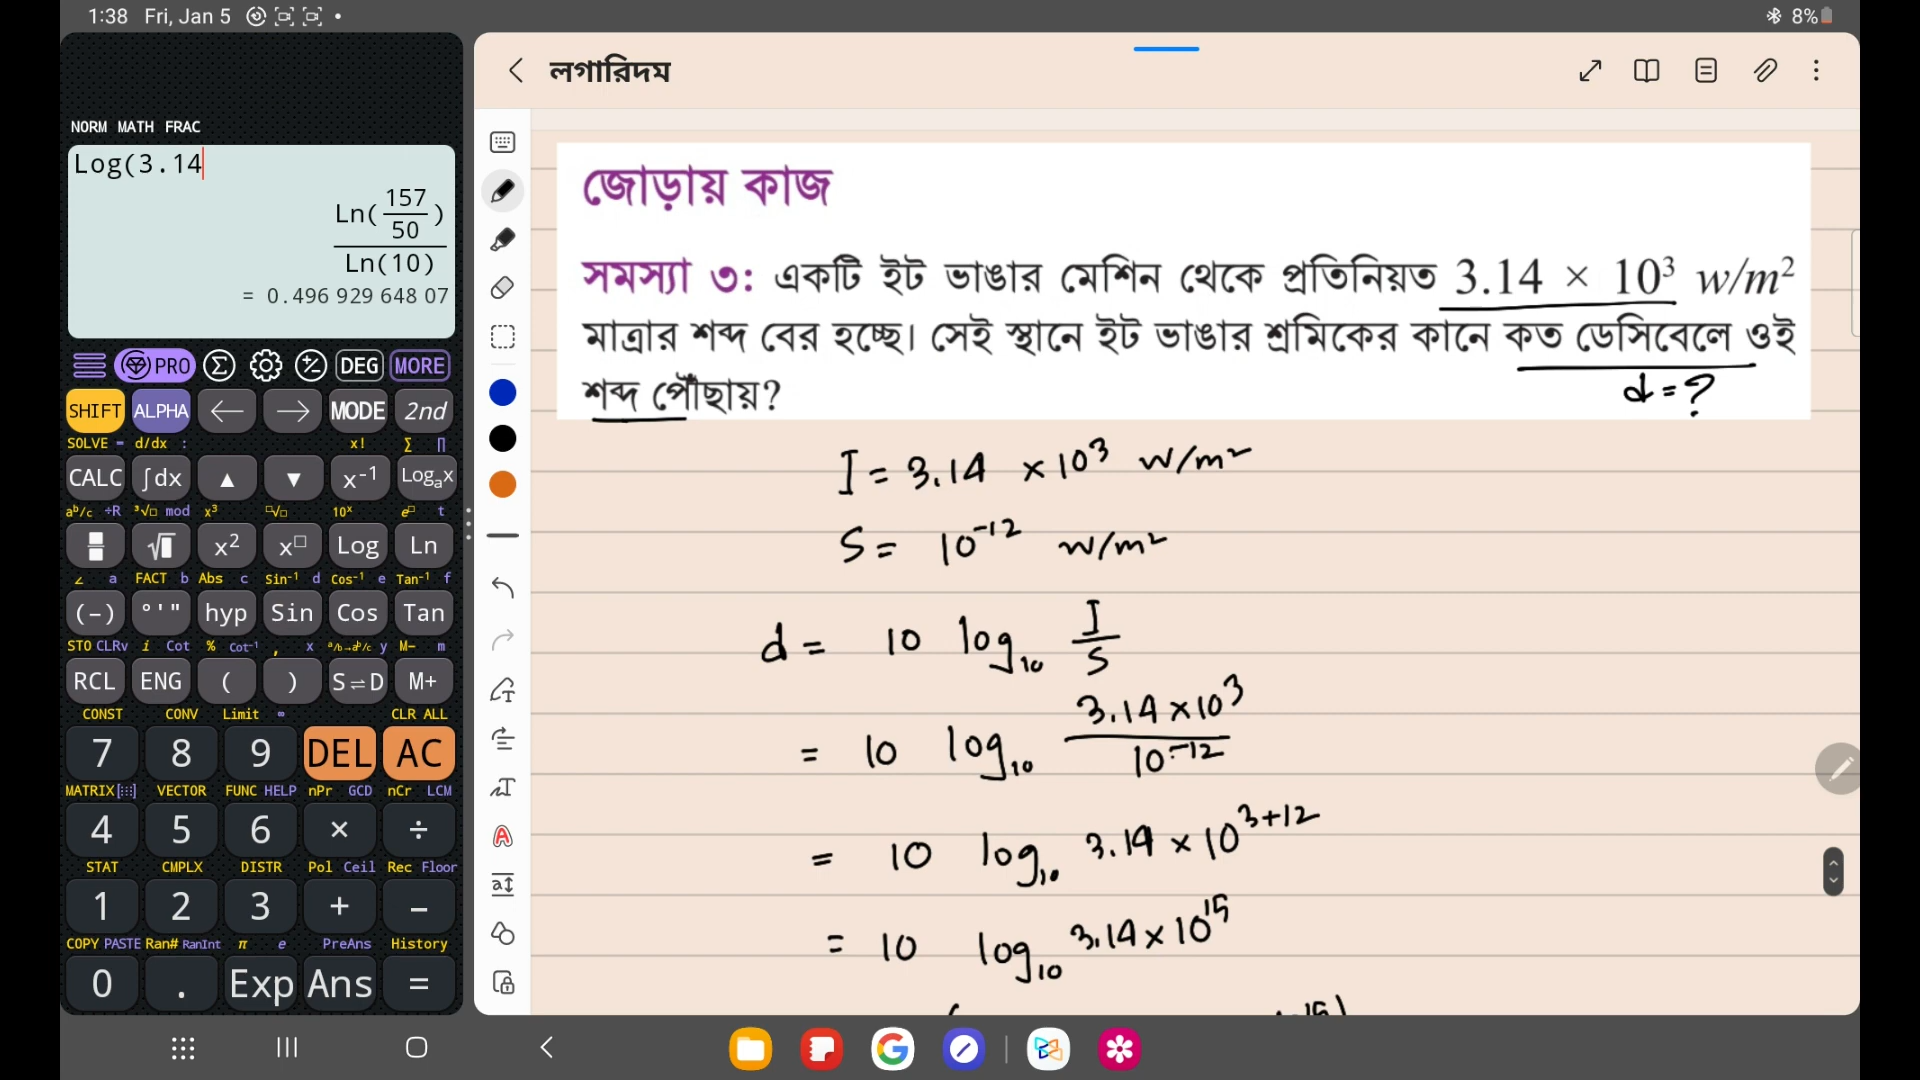 1:38 Fri, Jan 5
8%
NORM MATH FRAC
Log(3.14
Ln(157/50)
Ln(10)
= 0.496 929 648 07
PRO DEG MORE
SHIFT ALPHA ← → MODE 2nd
SOLVE = d/dx : x! ∑ ∏
CALC ∫dx ▲ ▼ x⁻¹ Logₐx
aᵇ/c ÷R ³√□ mod x³ □√□ 10ˣ e□ t
√ x² x□ Log Ln
∠ a FACT b Abs c Sin⁻¹ d Cos⁻¹ e Tan⁻¹ f
(−) °'" hyp Sin Cos Tan
STO CLRv i Cot % Cot⁻¹ , x y M− m
RCL ENG ( ) S⇌D M+
CONST CONV Limit ∞ CLR ALL
7 8 9 DEL AC
MATRIX VECTOR FUNC HELP nPr GCD nCr LCM
4 5 6 × ÷
STAT CMPLX DISTR Pol Ceil Rec Floor
1 2 3 + −
COPY PASTE Ran# RanInt π e PreAns History
0 . Exp Ans =
লগারিদম
জোড়ায় কাজ
সমস্যা ৩: একটি ইট ভাঙার মেশিন থেকে প্রতিনিয়ত 3.14 × 10³ w/m²
মাত্রার শব্দ বের হচ্ছে। সেই স্থানে ইট ভাঙার শ্রমিকের কানে কত ডেসিবেলে ওই
শব্দ পৌঁছায়?
d = ?
I = 3.14 × 10³ w/m²
S = 10⁻¹² w/m²
d = 10 log₁₀ I/S
= 10 log₁₀ 3.14×10³/10⁻¹²
= 10 log₁₀ 3.14 × 10³⁺¹²
= 10 log₁₀ 3.14×10¹⁵